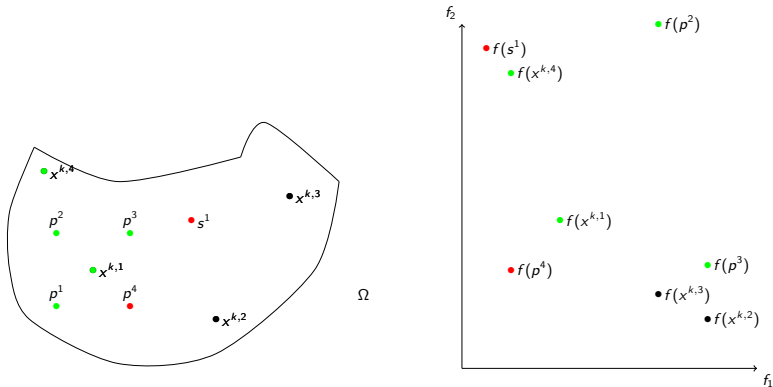 x^{k,4}
x^{k,3}
p^2
p^3
s^1
x^{k,1}
p^1
p^4
x^{k,2}
Ω
f_2
f(p^2)
f(s^1)
f(x^{k,4})
f(x^{k,1})
f(p^3)
f(p^4)
f(x^{k,3})
f(x^{k,2})
f_1